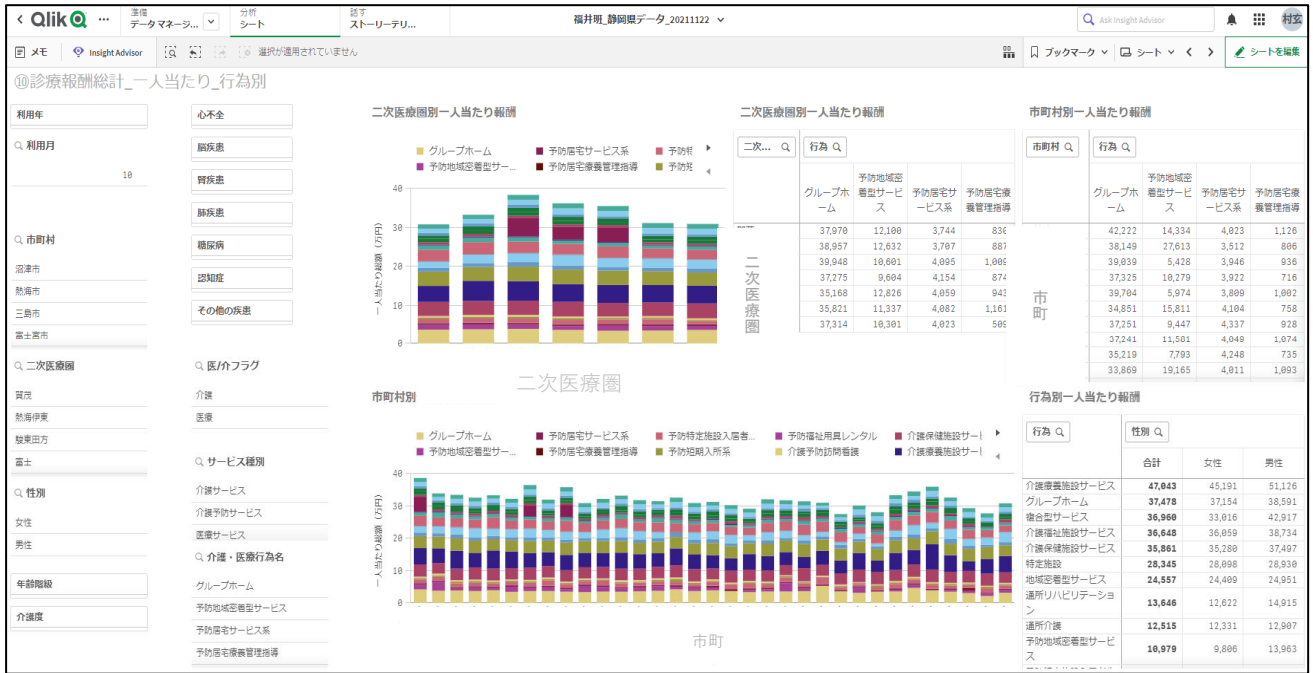 Qlik
準備
データ マネージ...
分析
シート
話す
ストーリーテリ...
福井班_静岡県データ_20211122
Ask Insight Advisor
村玄
メモ
Insight Advisor
選択が適用されていません
ブックマーク
シート
シートを編集
⑩診療報酬総計_一人当たり_行為別
利用年
利用月
10
市町村
沼津市
熱海市
三島市
富士宮市
二次医療圏
賀茂
熱海伊東
駿東田方
富士
性別
女性
男性
年齢階級
介護度
心不全
脳疾患
腎疾患
肺疾患
糖尿病
認知症
その他の疾患
医/介フラグ
介護
医療
サービス種別
介護サービス
介護予防サービス
医療サービス
介護・医療行為名
グループホーム
予防地域密着型サービス
予防居宅サービス系
予防居宅療養管理指導
二次医療圏別一人当たり報酬
グループホーム
予防居宅サービス系
予防特
予防地域密着型サー...
予防居宅療養管理指導
予防短
一人当たり総額 (万円)
40
30
20
10
0
二次医療圏
二次医療圏別一人当たり報酬
二次...
行為
グループホーム
予防地域密着型サービス
予防居宅サービス系
予防居宅療養管理指導
37,970 12,100 3,744 830
38,957 12,632 3,707 887
39,948 10,601 4,095 1,009
37,275 9,604 4,154 874
35,168 12,826 4,059 943
35,821 11,337 4,082 1,161
37,314 10,301 4,023 509
二次医療圏
市町村別一人当たり報酬
市町村
行為
グループホーム
予防地域密着型サービス
予防居宅サービス系
予防居宅療養管理指導
42,222 14,334 4,023 1,126
38,149 27,613 3,512 806
39,039 5,428 3,946 936
37,325 10,279 3,922 716
39,704 5,974 3,809 1,002
34,851 15,811 4,104 758
37,251 9,447 4,337 928
37,241 11,501 4,049 1,074
35,219 7,793 4,248 735
33,869 19,165 4,011 1,093
市町
市町村別
グループホーム
予防居宅サービス系
予防特定施設入居者...
予防福祉用具レンタル
介護保健施設サー
予防地域密着型サー...
予防居宅療養管理指導
予防短期入所系
介護予防訪問看護
介護療養施設サー
一人当たり総額 (万円)
40
30
20
10
0
市町
行為別一人当たり報酬
行為
性別
合計 女性 男性
介護療養施設サービス 47,043 45,191 51,126
グループホーム 37,478 37,154 38,591
複合型サービス 36,960 33,016 42,917
介護福祉施設サービス 36,648 36,059 38,734
介護保健施設サービス 35,861 35,280 37,497
特定施設 28,345 28,098 28,930
地域密着型サービス 24,557 24,409 24,951
通所リハビリテーション 13,646 12,622 14,915
通所介護 12,515 12,331 12,907
予防地域密着型サービス 10,979 9,806 13,963